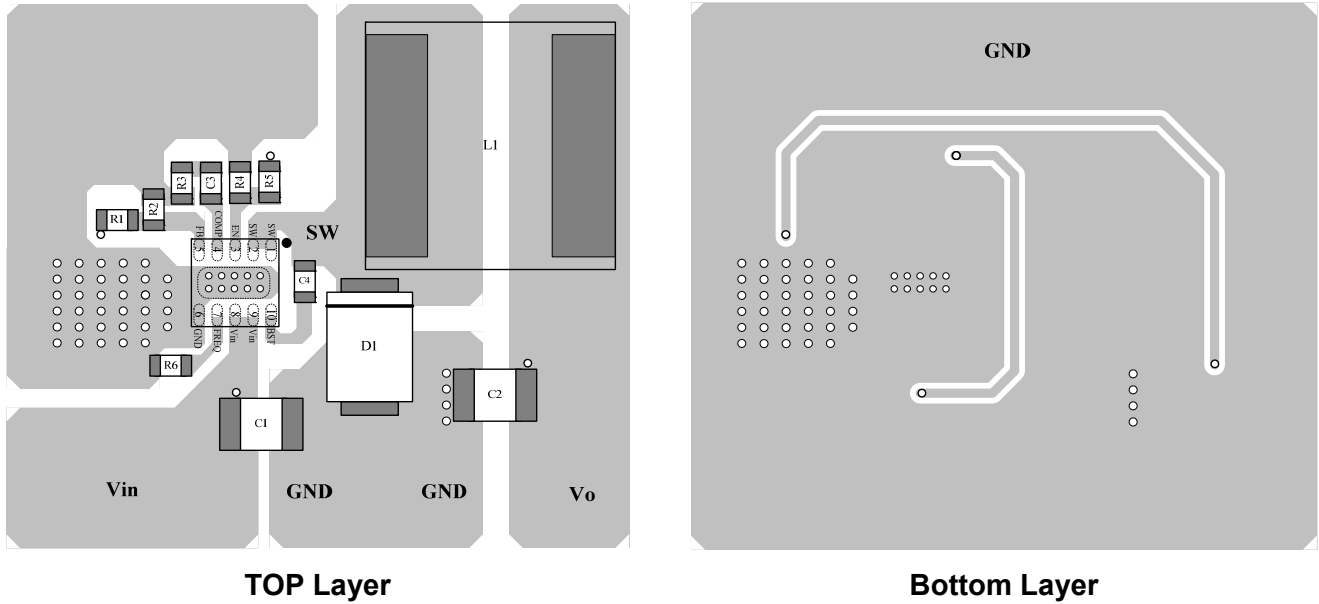 L1
R3
C3
R4
R5
R2
R1
FB
COMP
EN
SW
SW
5
4
3
2
1
SW
C4
6
7
8
9
10
GND
FREQ
Vin
Vin
BST
D1
R6
C2
C1
Vin
GND
GND
Vo
TOP Layer
GND
Bottom Layer